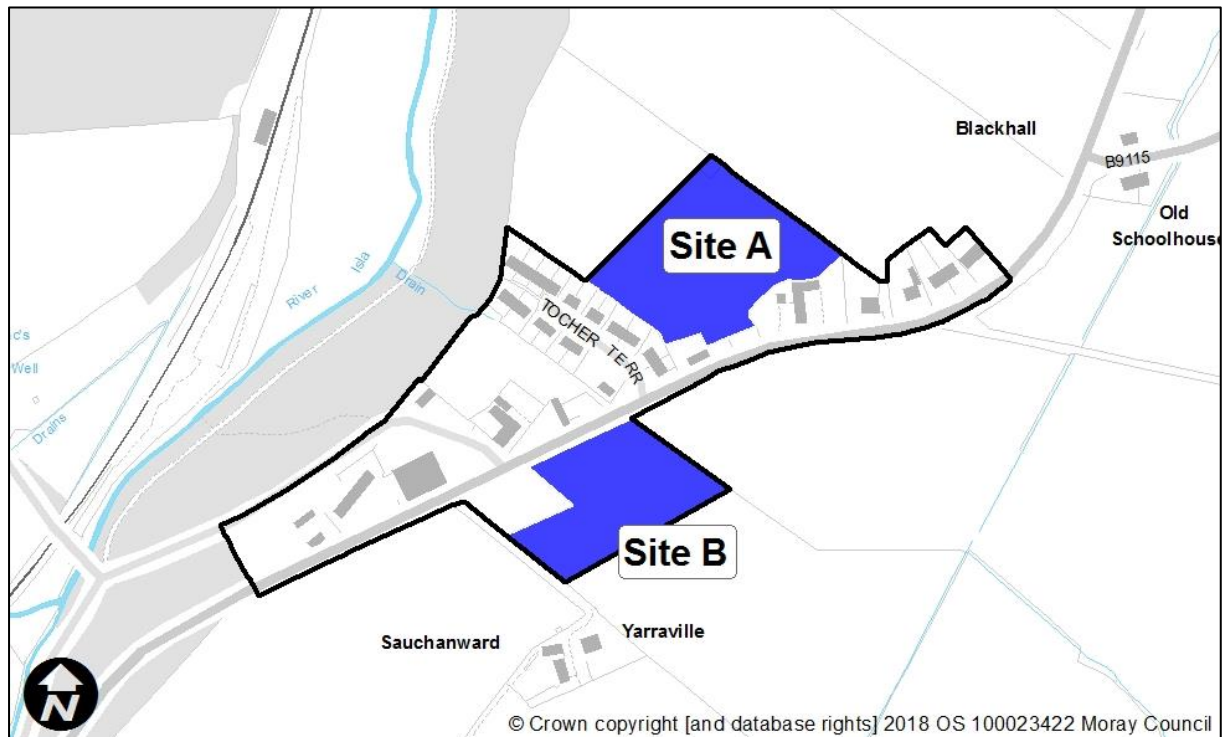 Blackhall
B9115
Old
Schoolhouse
Site A
Isla
River
Drain
TOCHER TERR
c's
Well
Drains
Site B
Sauchanward
Yarraville
N
© Crown copyright [and database rights] 2018 OS 100023422 Moray Council